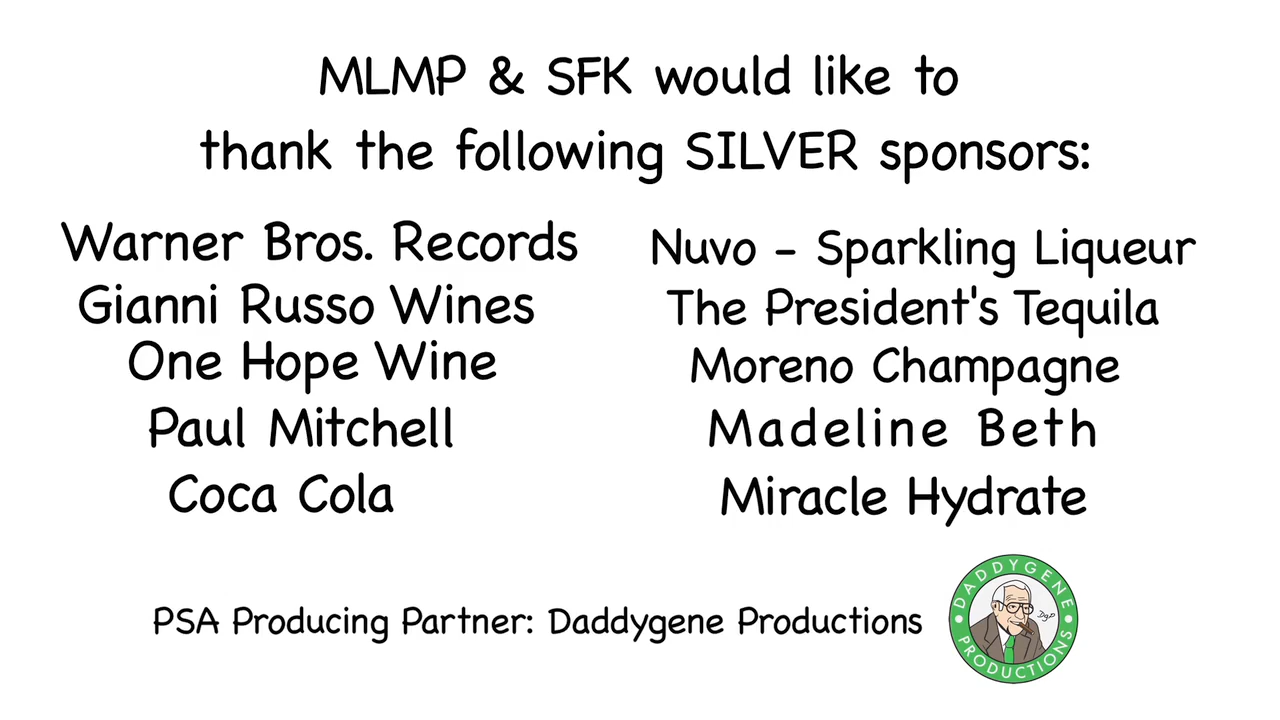 MLMP & SFK would like to
thank the following SILVER sponsors:
Warner Bros. Records
Gianni Russo Wines
One Hope Wine
Paul Mitchell
Coca Cola
Nuvo - Sparkling Liqueur
The President's Tequila
Moreno Champagne
Madeline Beth
Miracle Hydrate
PSA Producing Partner: Daddygene Productions
DADDYGENE
DgP
PRODUCTIONS